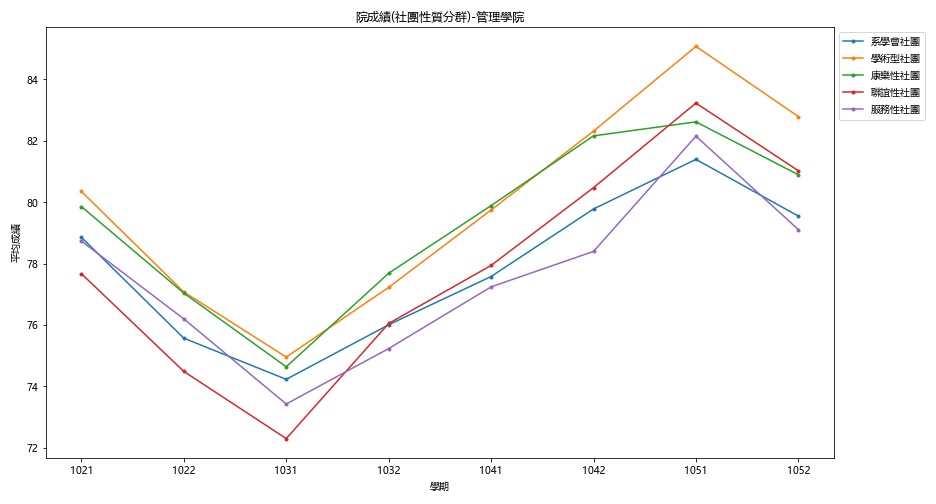 院成績(社團性質分群)-管理學院
系學會社團
學術型社團
康樂性社團
聯誼性社團
服務性社團
平均成績
84
82
80
78
76
74
72
1021 1022 1031 1032 1041 1042 1051 1052
學期